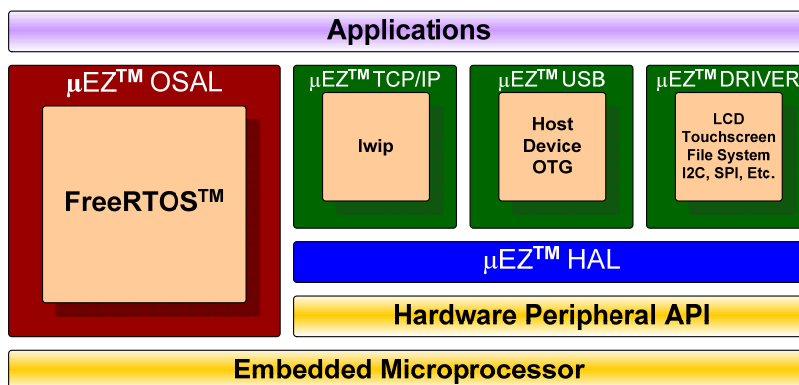 Applications
µEZ™ OSAL
FreeRTOS™
µEZ™ TCP/IP
lwip
µEZ™ USB
Host
Device
OTG
µEZ™ DRIVER
LCD
Touchscreen
File System
I2C, SPI, Etc.
µEZ™ HAL
Hardware Peripheral API
Embedded Microprocessor